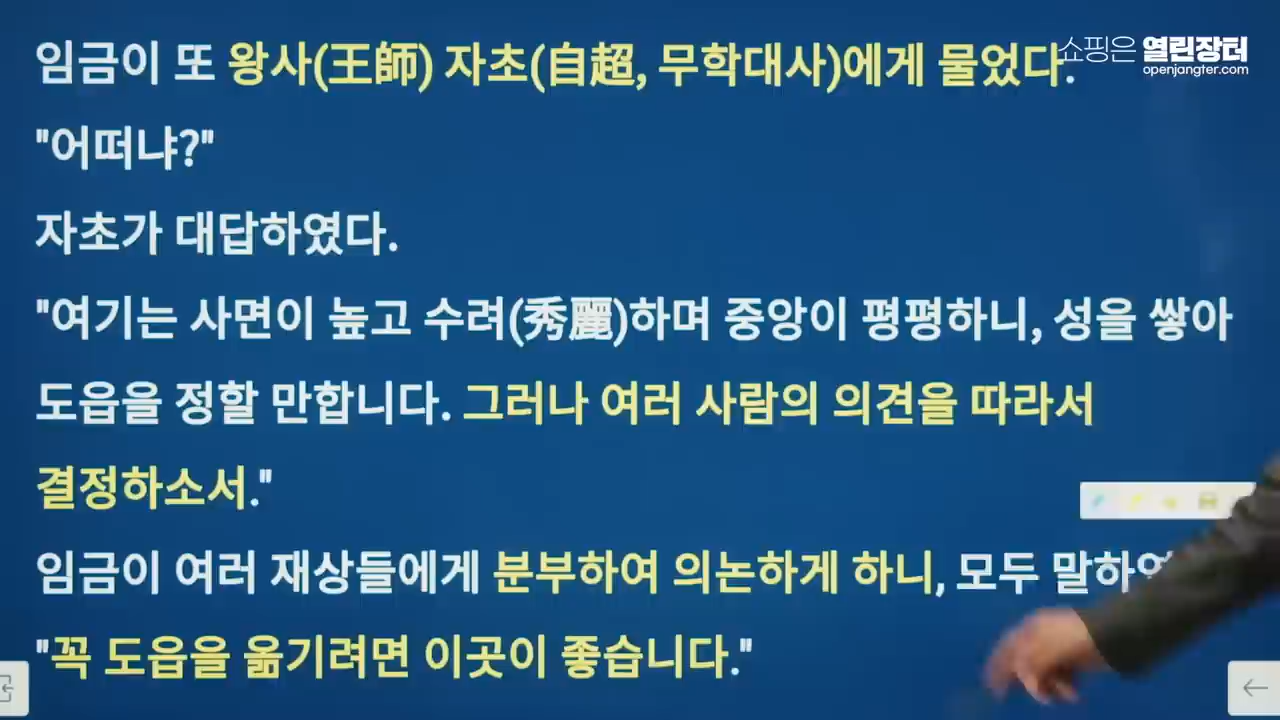 쇼핑은 열린장터
openjangter.com
임금이 또 왕사(王師) 자초(自超, 무학대사)에게 물었다.
"어떠냐?"
자초가 대답하였다.
"여기는 사면이 높고 수려(秀麗)하며 중앙이 평평하니, 성을 쌓아
도읍을 정할 만합니다. 그러나 여러 사람의 의견을 따라서
결정하소서."
임금이 여러 재상들에게 분부하여 의논하게 하니, 모두
"꼭 도읍을 옮기려면 이곳이 좋습니다."